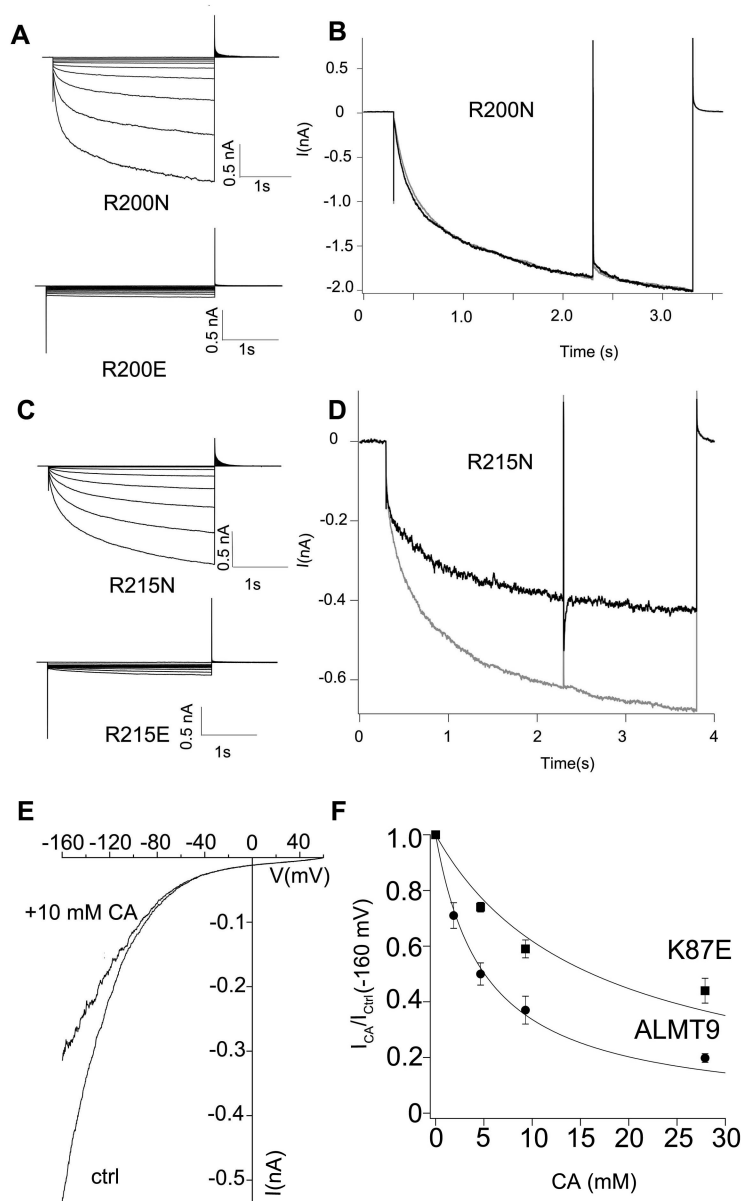 A
0.5 nA
1s
R200N
0.5 nA
1s
R200E
B
R200N
I(nA)
0.5
0
-0.5
-1.0
-1.5
-2.0
0 1.0 2.0 3.0
Time (s)
C
0.5 nA
1s
R215N
0.5 nA
1s
R215E
D
R215N
I(nA)
0
-0.2
-0.4
-0.6
0 1 2 3 4
Time(s)
E
-160 -120 -80 -40 0 40
V(mV)
+10 mM CA
-0.1
-0.2
-0.3
-0.4
-0.5
ctrl
I(nA)
F
I_CA/I_Ctrl(-160 mV)
1.0
0.8
0.6
0.4
0.2
0
K87E
ALMT9
0 5 10 15 20 25 30
CA (mM)